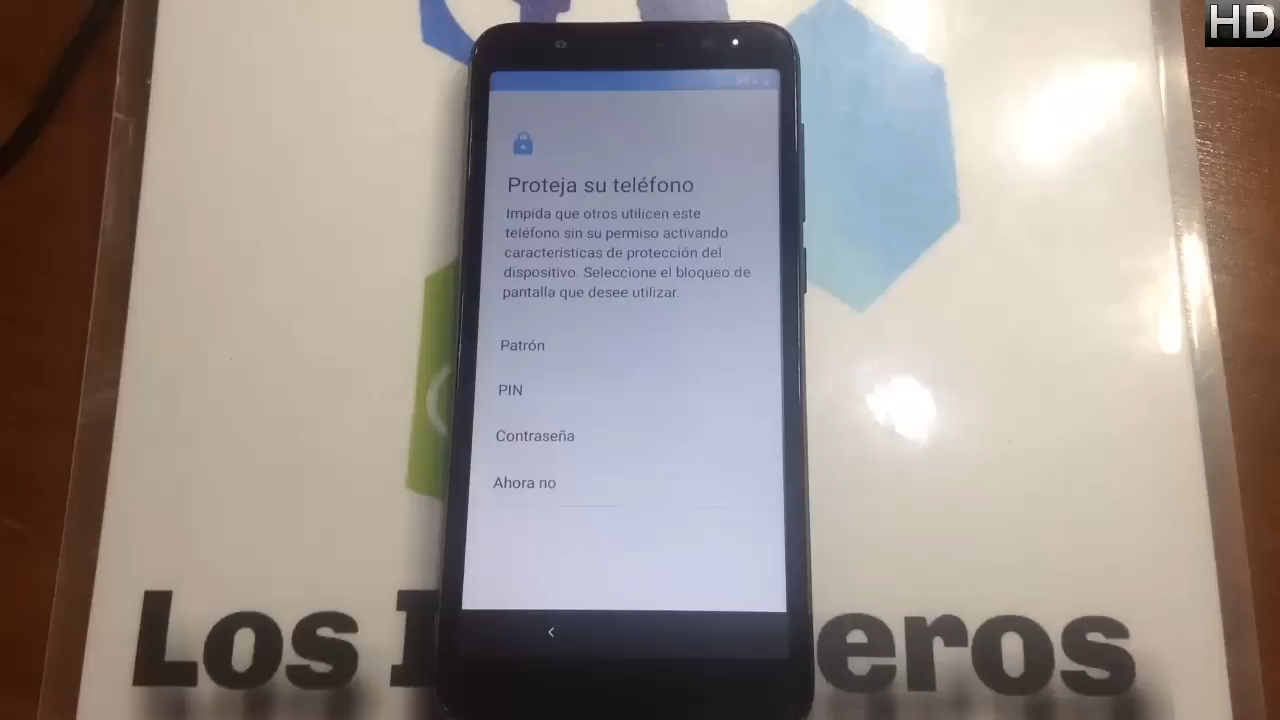 HD
Proteja su teléfono
Impida que otros utilicen este
teléfono sin su permiso activando
características de protección del
dispositivo. Seleccione el bloqueo de
pantalla que desee utilizar.
Patrón
PIN
Contraseña
Ahora no
Los